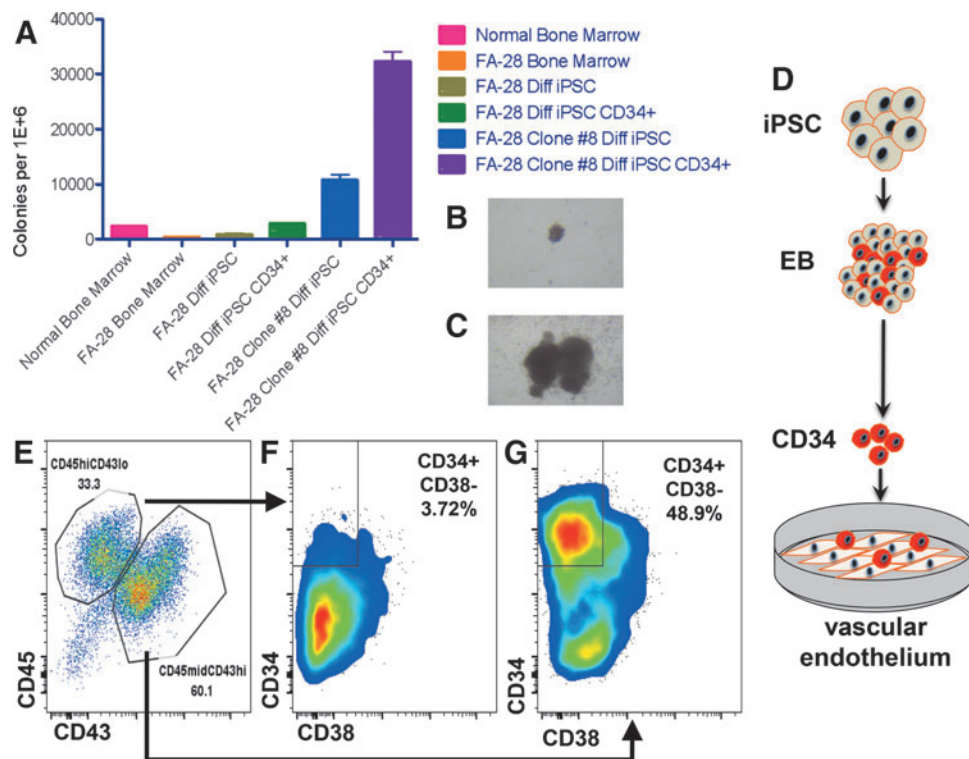 A
40000
30000
20000
10000
0
Colonies per 1E+6
Normal Bone Marrow
FA-28 Bone Marrow
FA-28 Diff iPSC
FA-28 Diff iPSC CD34+
FA-28 Clone #8 Diff iPSC
FA-28 Clone #8 Diff iPSC CD34+
Normal Bone Marrow
FA-28 Bone Marrow
FA-28 Diff iPSC
FA-28 Diff iPSC CD34+
FA-28 Clone #8 Diff iPSC
FA-28 Clone #8 Diff iPSC CD34+
B
C
D
iPSC
EB
CD34
vascular
endothelium
E
CD45hiCD43lo
33.3
CD45midCD43hi
60.1
CD45
CD43
F
CD34+
CD38-
3.72%
CD34
CD38
G
CD34+
CD38-
48.9%
CD34
CD38